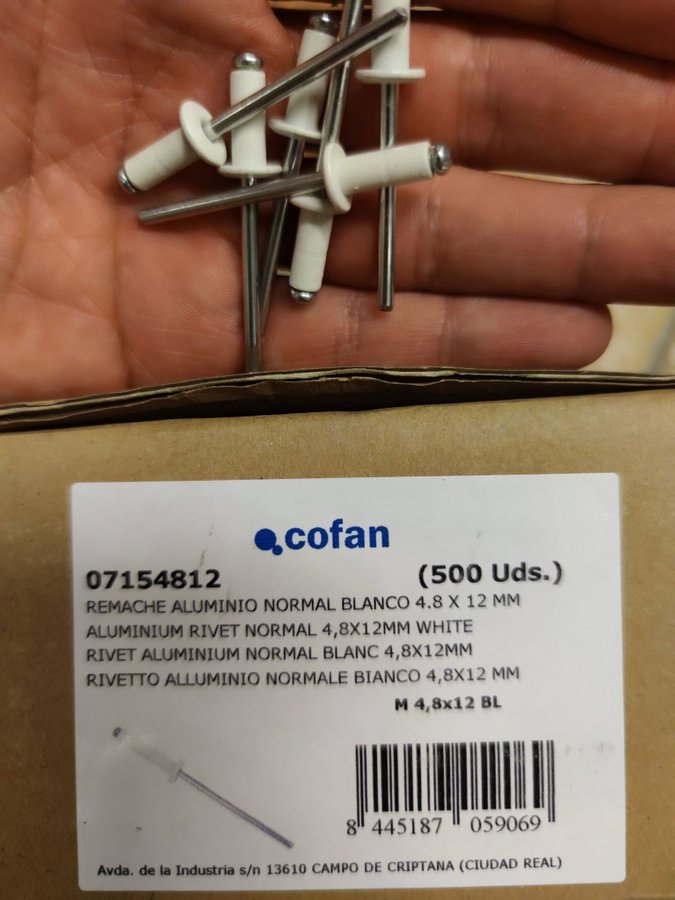 cofan
07154812 (500 Uds.)
REMACHE ALUMINIO NORMAL BLANCO 4.8 X 12 MM
ALUMINIUM RIVET NORMAL 4,8X12MM WHITE
RIVET ALUMINIUM NORMAL BLANC 4,8X12MM
RIVETTO ALLUMINIO NORMALE BIANCO 4,8X12 MM
M 4,8x12 BL
8 445187 059069
Avda. de la Industria s/n 13610 CAMPO DE CRIPTANA (CIUDAD REAL)